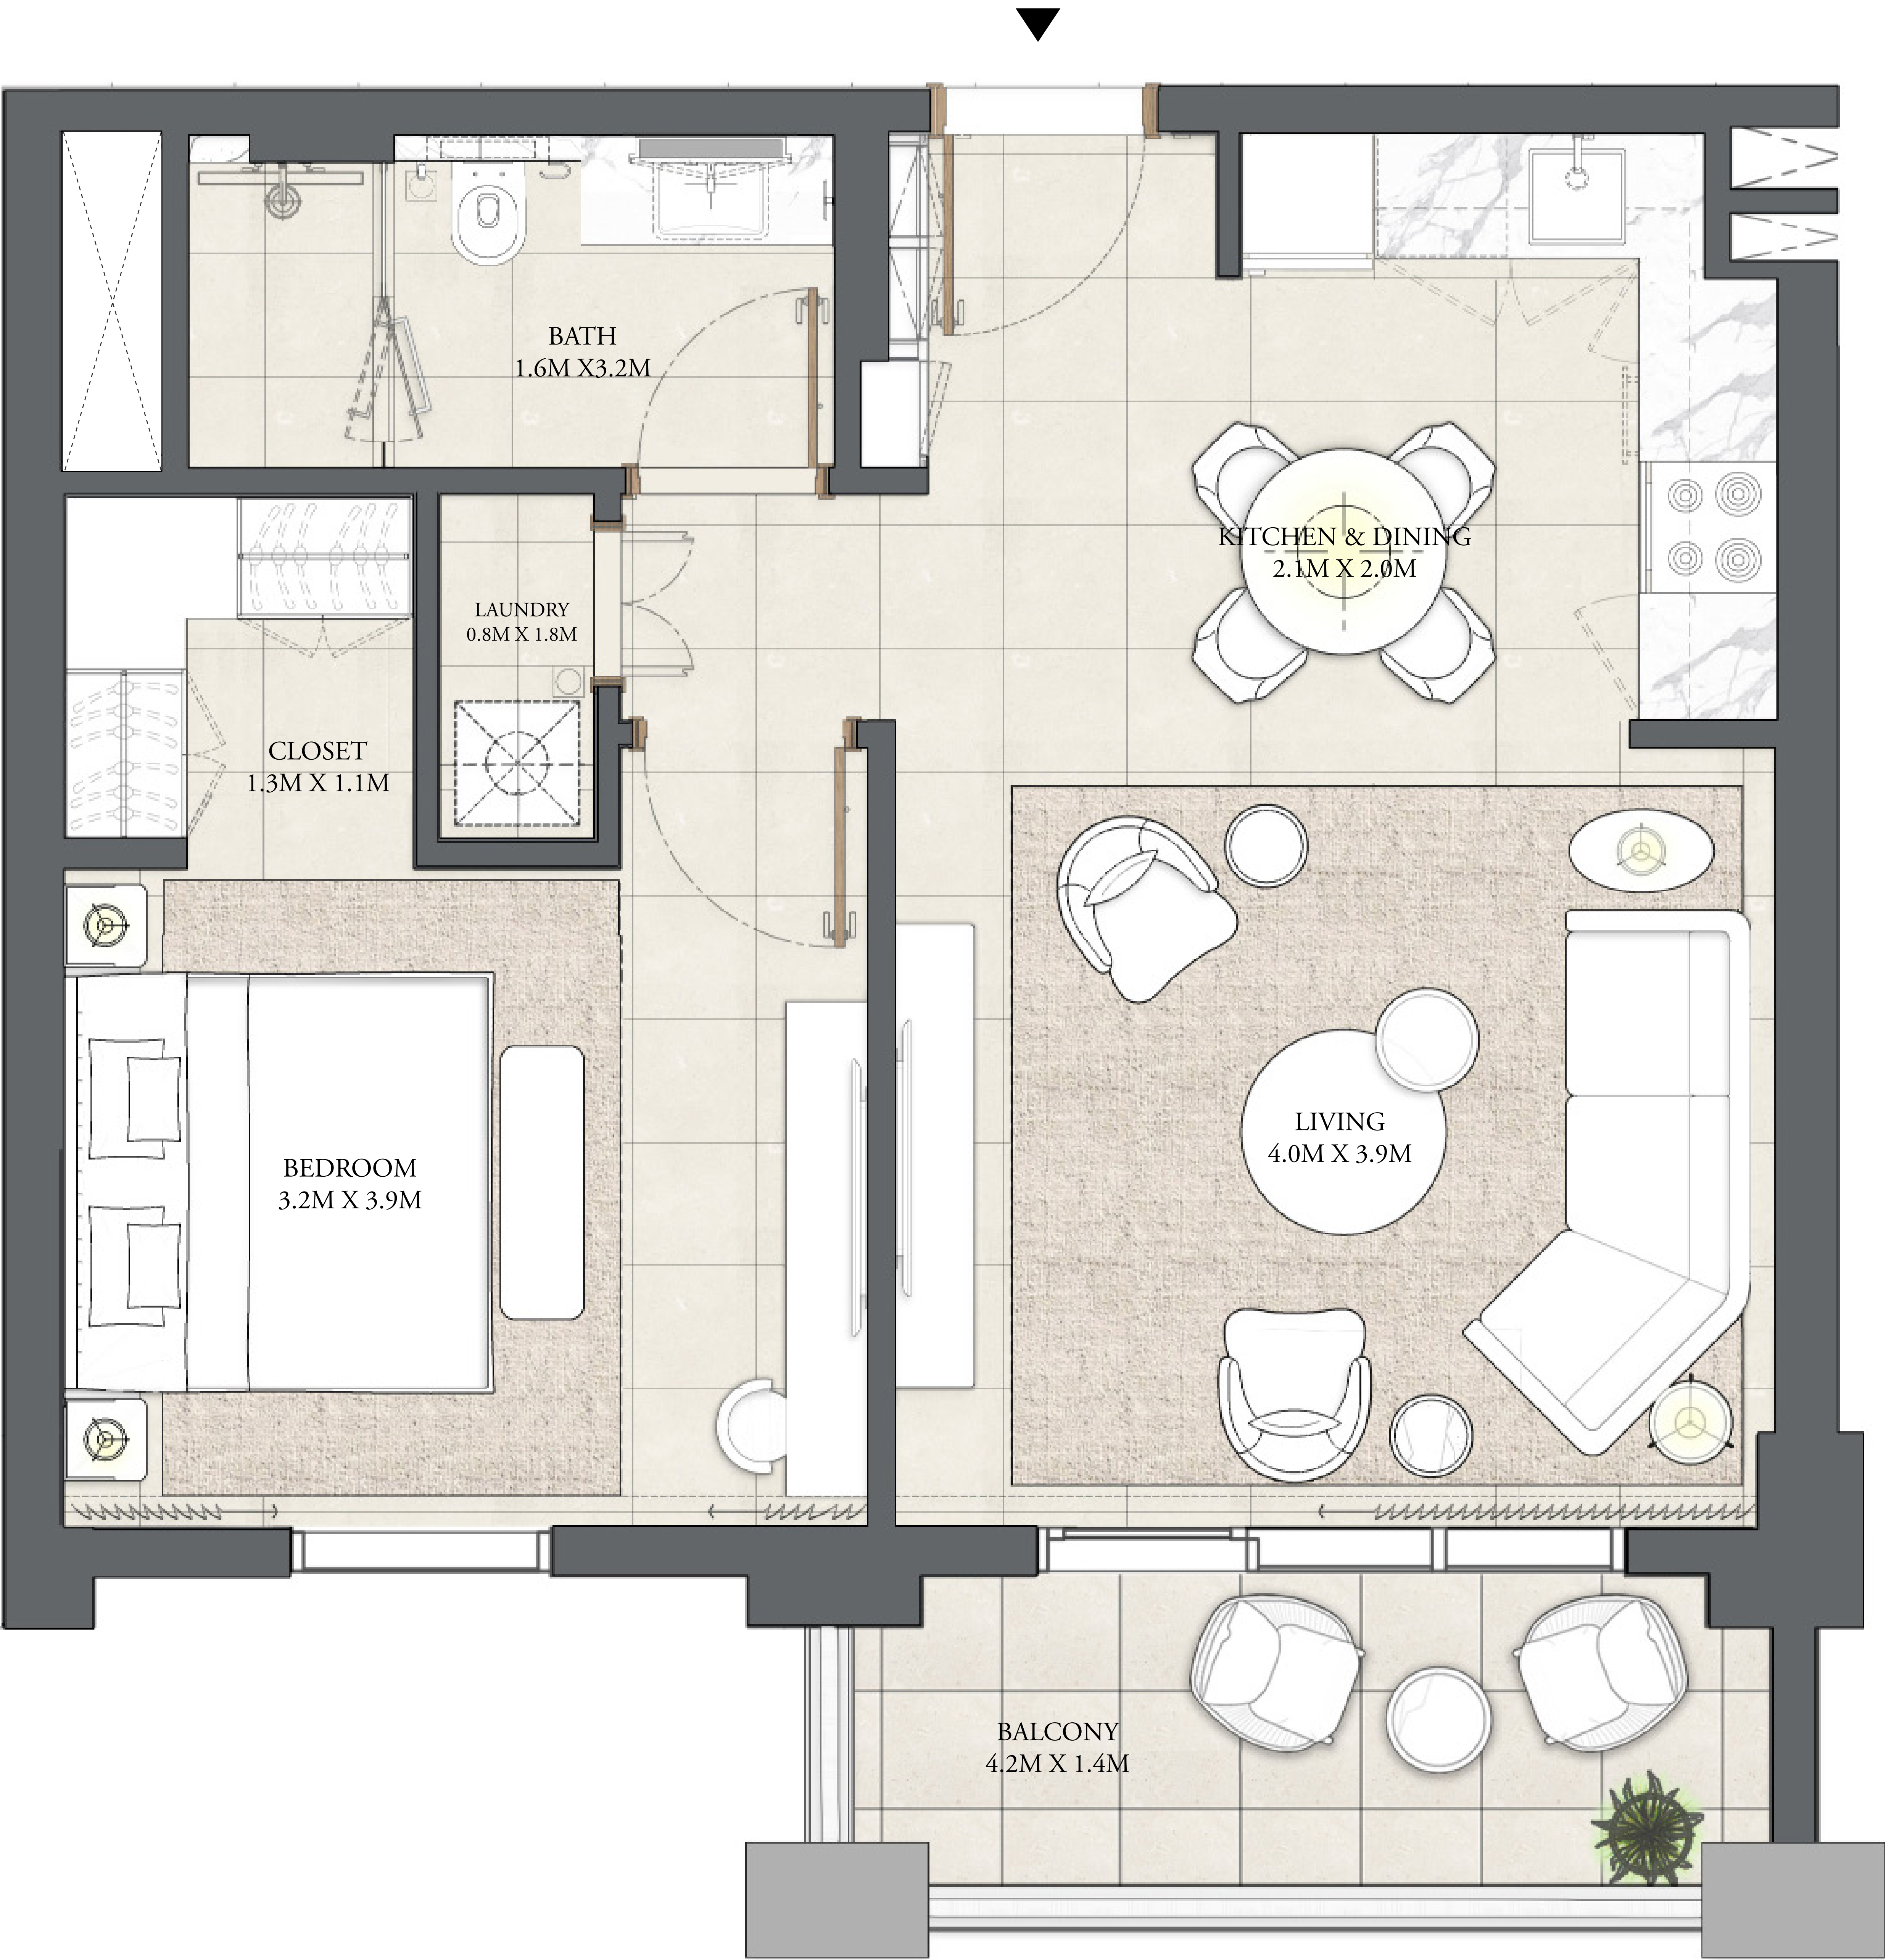 BATH
1.6M X3.2M
KITCHEN & DINING
2.1M X 2.0M
LAUNDRY
0.8M X 1.8M
CLOSET
1.3M X 1.1M
LIVING
4.0M X 3.9M
BEDROOM
3.2M X 3.9M
BALCONY
4.2M X 1.4M